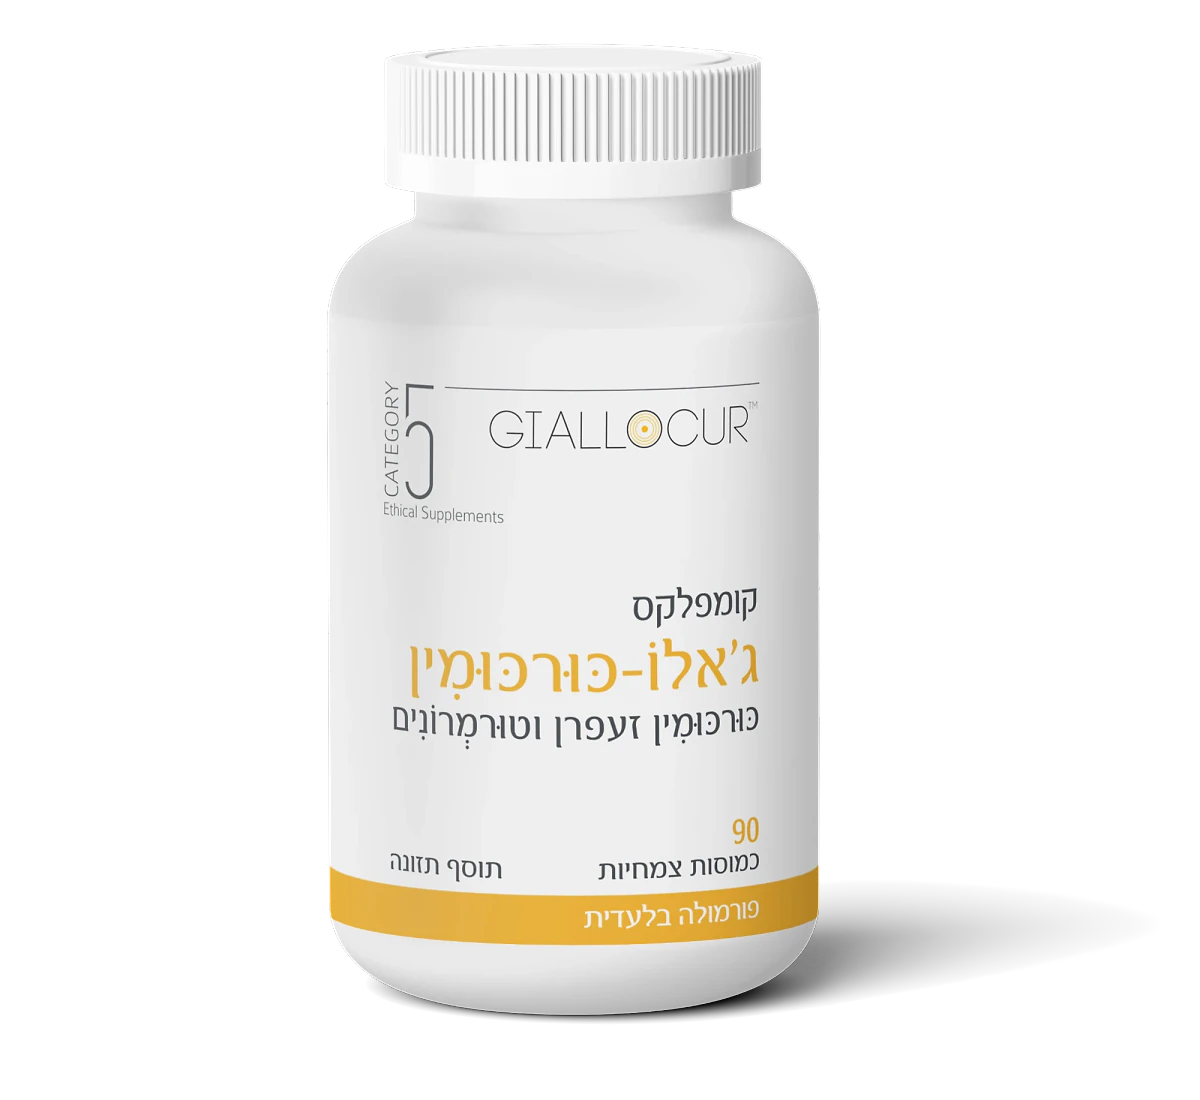 CATEGORY 5
Ethical Supplements
GIALLOCUR™
קומפלקס
ג׳אלוֹ-כּוּרכּוּמִין
כּוּרכּוּמִין זעפרן וטוּרמְרוֹנִים
90
כמוסות צמחיות
תוסף תזונה
פורמולה בלעדית